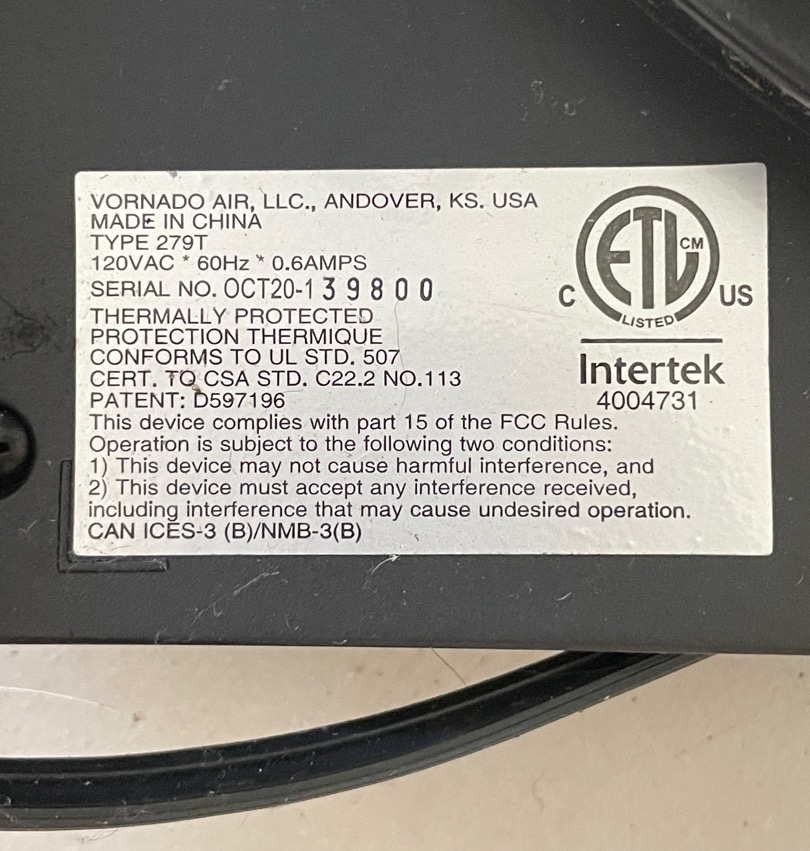 VORNADO AIR, LLC., ANDOVER, KS. USA
MADE IN CHINA
TYPE 279T
120VAC * 60Hz * 0.6AMPS
SERIAL NO. OCT20-139800
THERMALLY PROTECTED
PROTECTION THERMIQUE
CONFORMS TO UL STD. 507
CERT. TO CSA STD. C22.2 NO.113
PATENT: D597196
This device complies with part 15 of the FCC Rules.
Operation is subject to the following two conditions:
1) This device may not cause harmful interference, and
2) This device must accept any interference received,
including interference that may cause undesired operation.
CAN ICES-3 (B)/NMB-3(B)
ETL CM
C US
LISTED
Intertek
4004731